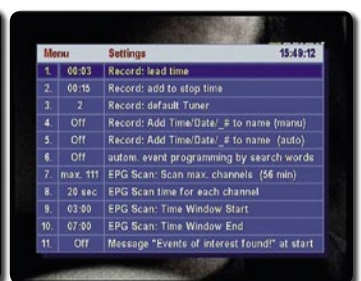 Menu Settings 15:49:12
1. 00:03 Record: lead time
2. 00:15 Record: add to stop time
3. 2 Record: default Tuner
4. Off Record: Add Time/Date/_# to name (manu)
5. Off Record: Add Time/Date/_# to name (auto)
6. Off autom. event programming by search words
7. max. 111 EPG Scan: Scan max. channels (56 min)
8. 20 sec EPG Scan time for each channel
9. 03:00 EPG Scan: Time Window Start
10. 07:00 EPG Scan: Time Window End
11. Off Message "Events of interest found!" at start